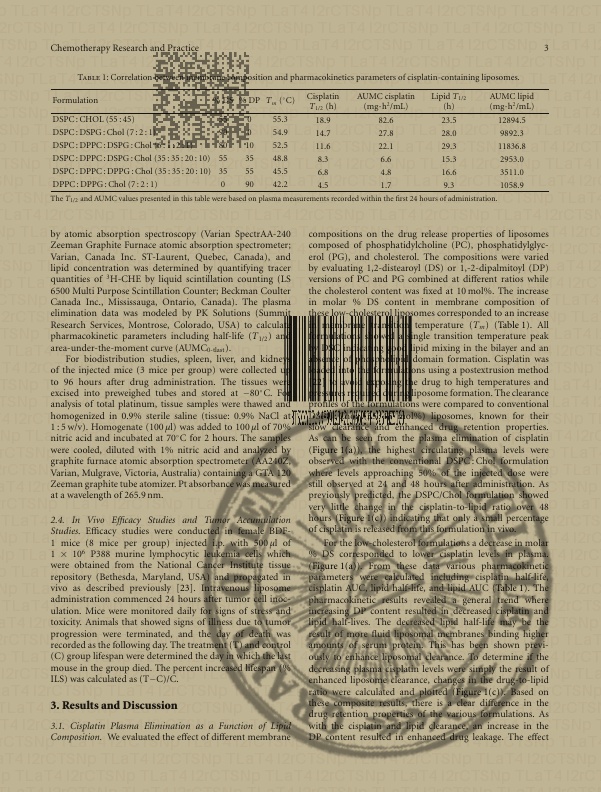 Chemotherapy Research and Practice 3
Table 1: Correlation between membrane composition and pharmacokinetics parameters of cisplatin-containing liposomes.
Formulation % DP Tm (°C) Cisplatin T1/2 (h) AUMC cisplatin (mg·h²/mL) Lipid T1/2 (h) AUMC lipid (mg·h²/mL)
DSPC : CHOL (55 : 45) 0 55.3 18.9 82.6 23.5 12894.5
DSPC : DSPG : Chol (7 : 2 : 1) 0 54.9 14.7 27.8 28.0 9892.3
DSPC : DPPC : DSPG : Chol 10 52.5 11.6 22.1 29.3 11836.8
DSPC : DPPC : DSPG : Chol (35 : 35 : 20 : 10) 55 35 48.8 8.3 6.6 15.3 2953.0
DSPC : DPPC : DPPG : Chol (35 : 35 : 20 : 10) 35 55 45.5 6.8 4.8 16.6 3511.0
DPPC : DPPG : Chol (7 : 2 : 1) 0 90 42.2 4.5 1.7 9.3 1058.9
The T1/2 and AUMC values presented in this table were based on plasma measurements recorded within the first 24 hours of administration.
by atomic absorption spectroscopy (Varian SpectrAA-240
Zeeman Graphite Furnace atomic absorption spectrometer;
Varian, Canada Inc. ST-Laurent, Quebec, Canada), and
lipid concentration was determined by quantifying tracer
quantities of ³H-CHE by liquid scintillation counting (LS
6500 Multi Purpose Scintillation Counter; Beckman Coulter
Canada Inc., Mississauga, Ontario, Canada). The plasma
elimination data was modeled by PK Solutions (Summit
Research Services, Montrose, Colorado, USA) to calculate
pharmacokinetic parameters including half-life (T1/2) and
area-under-the-moment curve (AUMC0-tlast).
For biodistribution studies, spleen, liver, and kidneys
of the injected mice (3 mice per group) were collected up
to 96 hours after drug administration. The tissues were
excised into preweighed tubes and stored at −80°C. For
analysis of total platinum, tissue samples were thawed and
homogenized in 0.9% sterile saline (tissue: 0.9% NaCl at
1 : 5 w/v). Homogenate (100 μl) was added to 100 μl of 70%
nitric acid and incubated at 70°C for 2 hours. The samples
were cooled, diluted with 1% nitric acid and analyzed by
graphite furnace atomic absorption spectrometer (AA240Z,
Varian, Mulgrave, Victoria, Australia) containing a GTA 120
Zeeman graphite tube atomizer. Pt absorbance was measured
at a wavelength of 265.9 nm.
2.4. In Vivo Efficacy Studies and Tumor Accumulation
Studies. Efficacy studies were conducted in female BDF-
1 mice (8 mice per group) injected i.p. with 500 μl of
1 × 10⁶ P388 murine lymphocytic leukemia cells which
were obtained from the National Cancer Institute tissue
repository (Bethesda, Maryland, USA) and propagated in
vivo as described previously [23]. Intravenous liposome
administration commenced 24 hours after tumor cell inoc-
ulation. Mice were monitored daily for signs of stress and
toxicity. Animals that showed signs of illness due to tumor
progression were terminated, and the day of death was
recorded as the following day. The treatment (T) and control
(C) group lifespan were determined the day in which the last
mouse in the group died. The percent increased lifespan (%
ILS) was calculated as (T−C)/C.
3. Results and Discussion
3.1. Cisplatin Plasma Elimination as a Function of Lipid
Composition. We evaluated the effect of different membrane
compositions on the drug release properties of liposomes
composed of phosphatidylcholine (PC), phosphatidylglyc-
erol (PG), and cholesterol. The compositions were varied
by evaluating 1,2-distearoyl (DS) or 1,-2-dipalmitoyl (DP)
versions of PC and PG combined at different ratios while
the cholesterol content was fixed at 10 mol%. The increase
in molar % DS content in membrane composition of
these low-cholesterol liposomes corresponded to an increase
in membrane transition temperature (Tm) (Table 1). All
formulations showed a single transition temperature peak
by DSC indicating good lipid mixing in the bilayer and an
absence of phospholipid domain formation. Cisplatin was
loaded into the formulations using a postextrusion method
to avoid exposing the drug to high temperatures and
liposome formation. The clearance
profiles of the formulations were compared to conventional
liposomes, known for their
slow clearance and enhanced drug retention properties.
As can be seen from the plasma elimination of cisplatin
(Figure 1(a)), the highest circulating plasma levels were
observed with the conventional DSPC : Chol formulation
where levels approaching 50% of the injected dose were
still observed at 24 and 48 hours after administration. As
previously predicted, the DSPC/Chol formulation showed
very little change in the cisplatin-to-lipid ratio over 48
hours (Figure 1(c)) indicating that only a small percentage
of cisplatin is released from this formulation in vivo.
For the low-cholesterol formulations a decrease in molar
% DS corresponded to lower cisplatin levels in plasma
(Figure 1(a)). From these data various pharmacokinetic
parameters were calculated including cisplatin half-life,
cisplatin AUC, lipid half-life, and lipid AUC (Table 1). The
pharmacokinetic results revealed a general trend where
increasing DP content resulted in decreased cisplatin and
lipid half-lives. The decreased lipid half-life may be the
result of more fluid liposomal membranes binding higher
amounts of serum protein. This has been shown previ-
ously to enhance liposomal clearance. To determine if the
decreasing plasma cisplatin levels were simply the result of
enhanced liposome clearance, changes in the drug-to-lipid
ratio were calculated and plotted (Figure 1(c)). Based on
these composite results, there is a clear difference in the
drug retention properties of the various formulations. As
with the cisplatin and lipid clearance, an increase in the
DP content resulted in enhanced drug leakage. The effect